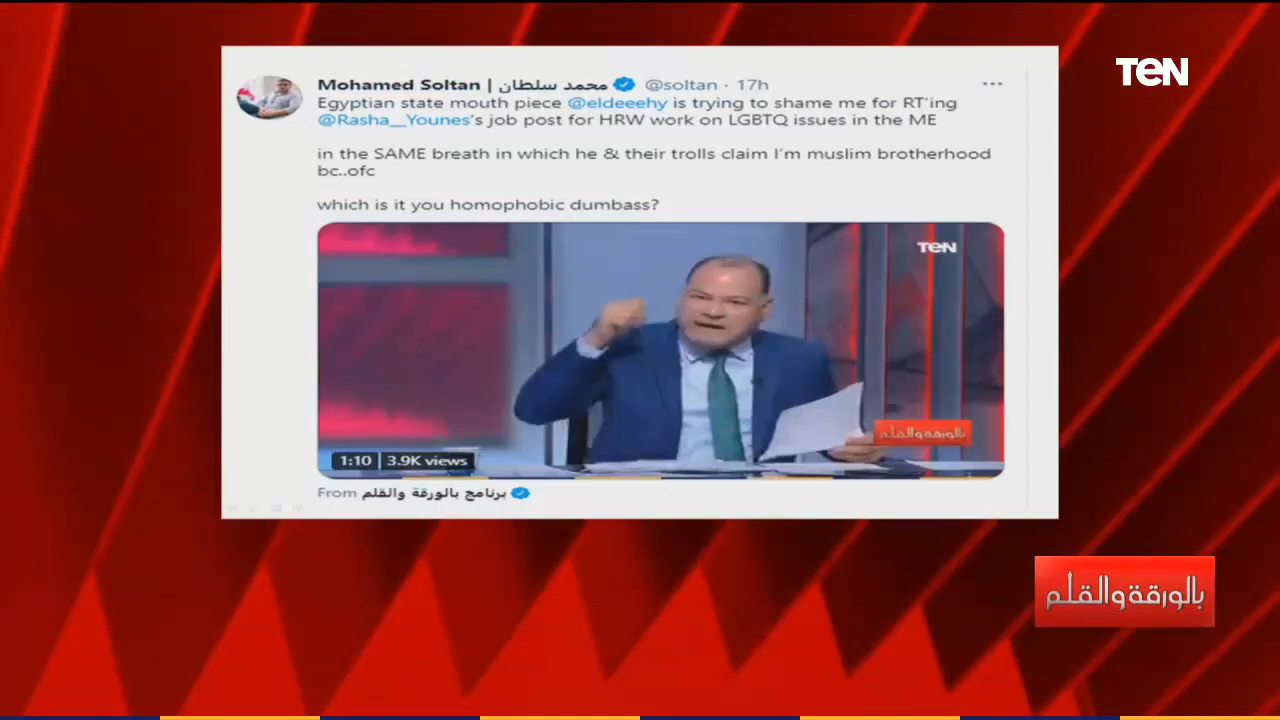 TEN
Mohamed Soltan | محمد سلطان @soltan · 17h
Egyptian state mouth piece @eldeeehy is trying to shame me for RT'ing
@Rasha__Younes's job post for HRW work on LGBTQ issues in the ME
in the SAME breath in which he & their trolls claim I'm muslim brotherhood
bc..ofc
which is it you homophobic dumbass?
TEN
بالورقة والقلم
1:10 3.9K views
From برنامج بالورقة والقلم
بالورقة والقلم